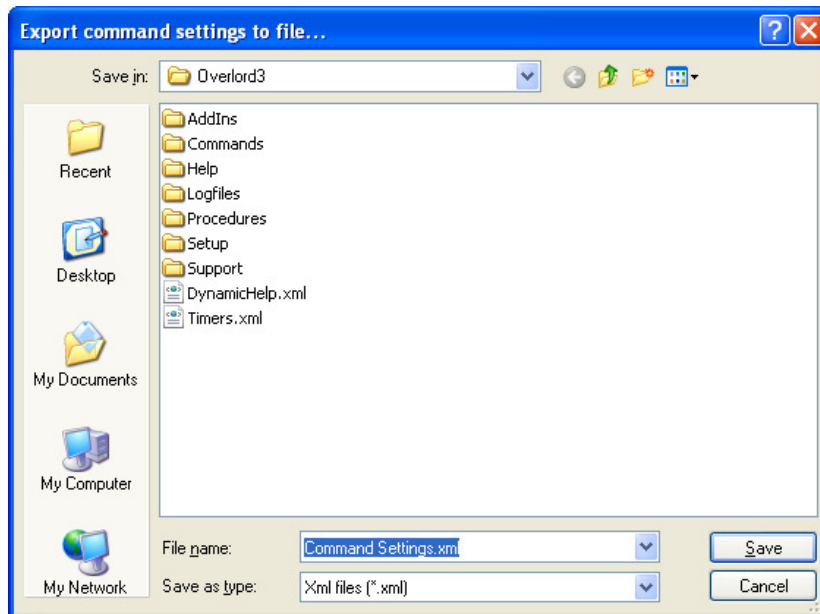 Export command settings to file...
Save in:
Overlord3
Recent
Desktop
My Documents
My Computer
My Network
AddIns
Commands
Help
Logfiles
Procedures
Setup
Support
DynamicHelp.xml
Timers.xml
File name:
Command Settings.xml
Save
Save as type:
Xml files (*.xml)
Cancel